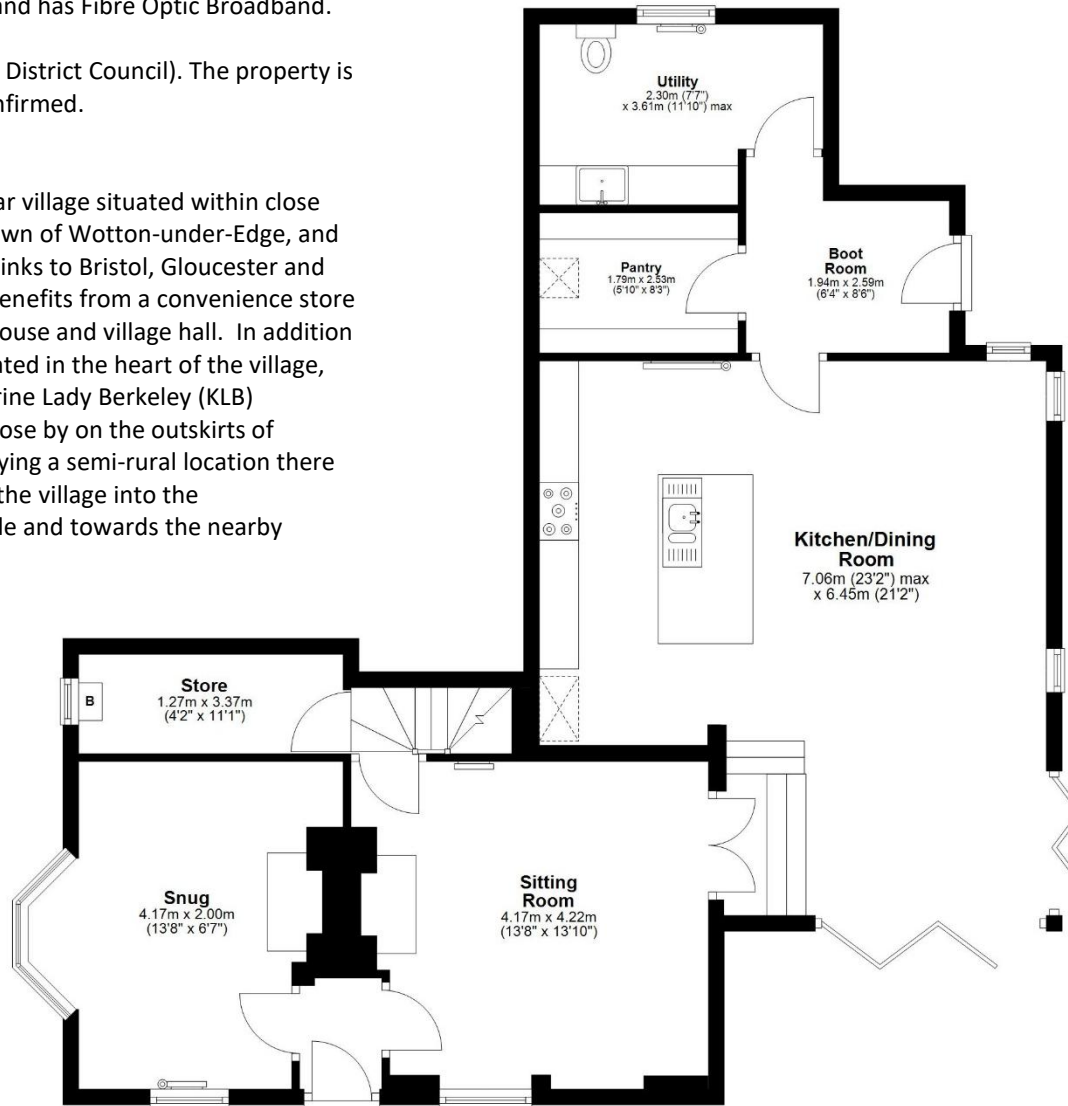 and has Fibre Optic Broadband.
District Council). The property is
nfirmed.
ar village situated within close
own of Wotton-under-Edge, and
links to Bristol, Gloucester and
benefits from a convenience store
house and village hall. In addition
ated in the heart of the village,
rine Lady Berkeley (KLB)
lose by on the outskirts of
ying a semi-rural location there
the village into the
de and towards the nearby
Utility
2.30m (7'7")
x 3.61m (11'10") max
Pantry
1.79m x 2.53m
(5'10" x 8'3")
Boot
Room
1.94m x 2.59m
(6'4" x 8'6")
Kitchen/Dining
Room
7.06m (23'2") max
x 6.45m (21'2")
Store
1.27m x 3.37m
(4'2" x 11'1")
B
Snug
4.17m x 2.00m
(13'8" x 6'7")
Sitting
Room
4.17m x 4.22m
(13'8" x 13'10")